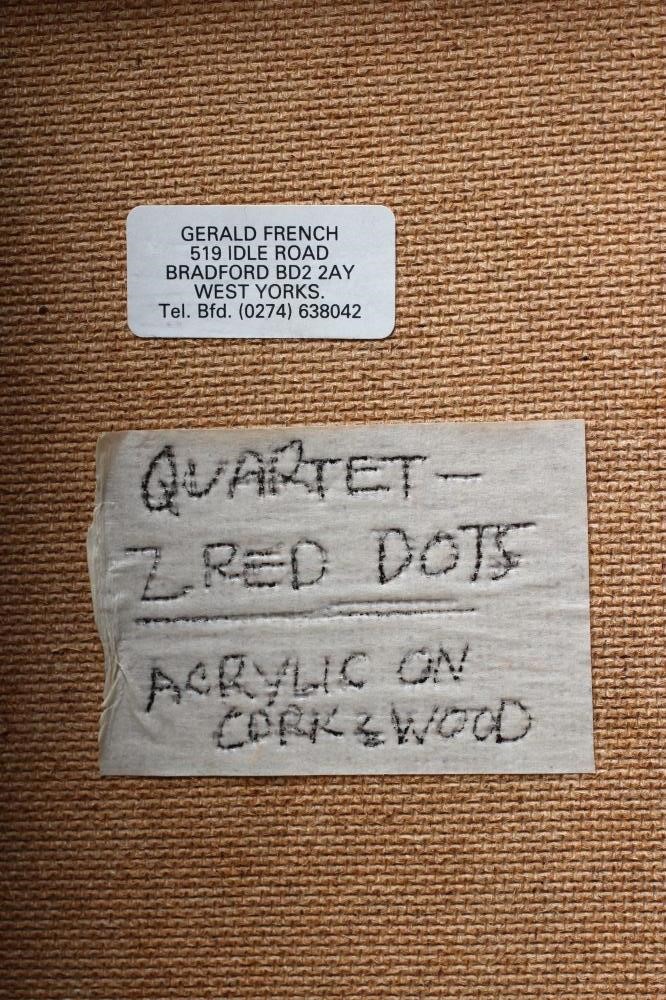 GERALD FRENCH
519 IDLE ROAD
BRADFORD BD2 2AY
WEST YORKS.
Tel. Bfd. (0274) 638042
QUARTET -
2 RED DOTS
ACRYLIC ON
CORK & WOOD